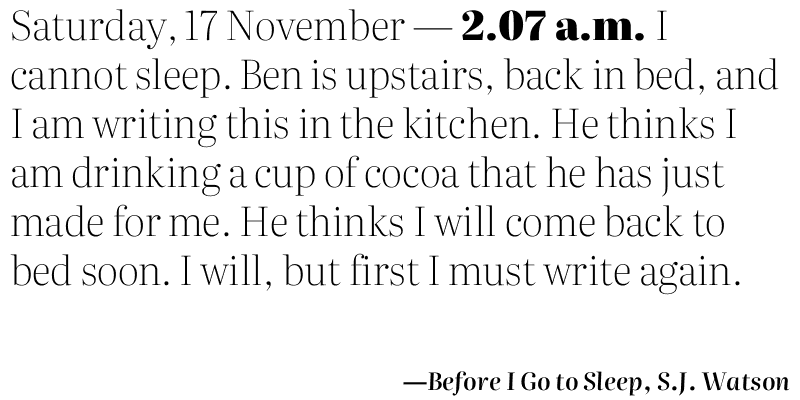 Saturday, 17 November — 2.07 a.m. I
cannot sleep. Ben is upstairs, back in bed, and
I am writing this in the kitchen. He thinks I
am drinking a cup of cocoa that he has just
made for me. He thinks I will come back to
bed soon. I will, but first I must write again.
—Before I Go to Sleep, S.J. Watson